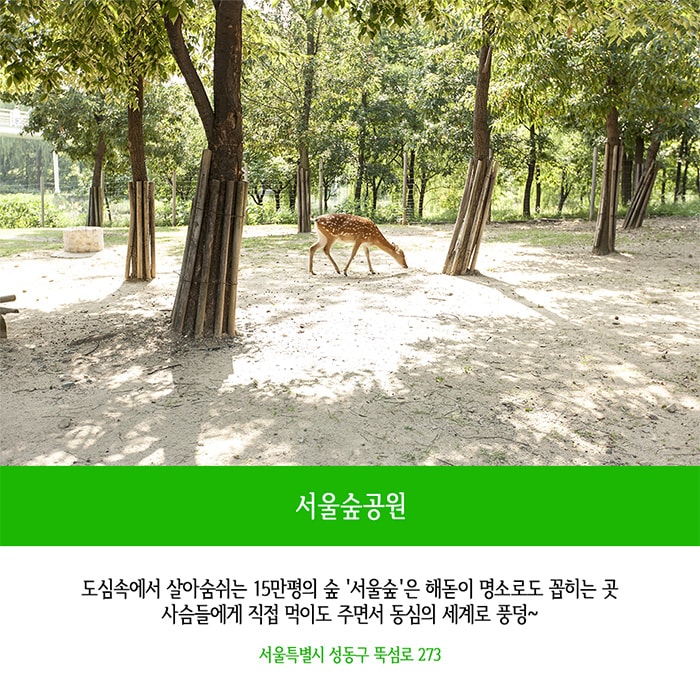 서울숲공원
도심속에서 살아숨쉬는 15만평의 숲 '서울숲'은 해돋이 명소로도 꼽히는 곳
사슴들에게 직접 먹이도 주면서 동심의 세계로 풍덩~
서울특별시 성동구 뚝섬로 273